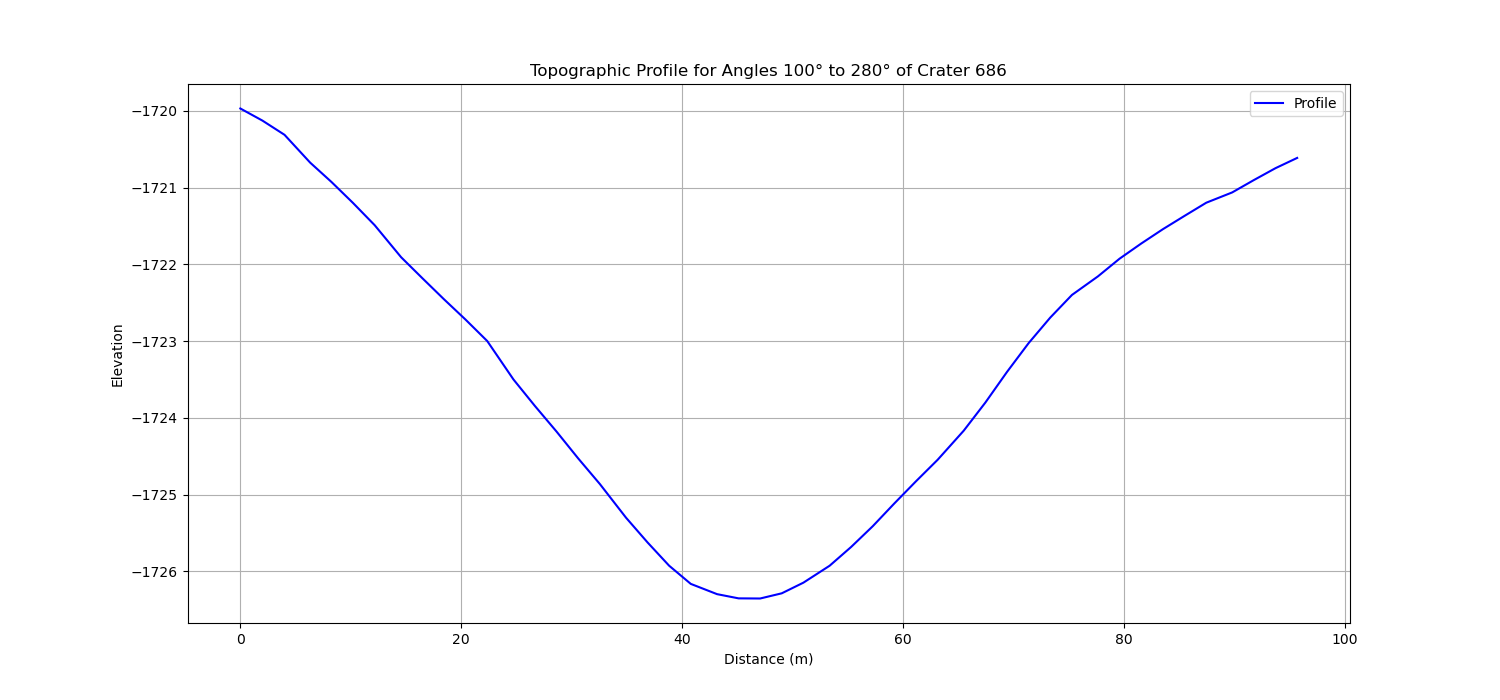 Topographic Profile for Angles 100° to 280° of Crater 686
Profile
−1720
−1721
−1722
−1723
−1724
−1725
−1726
Elevation
0 20 40 60 80 100
Distance (m)